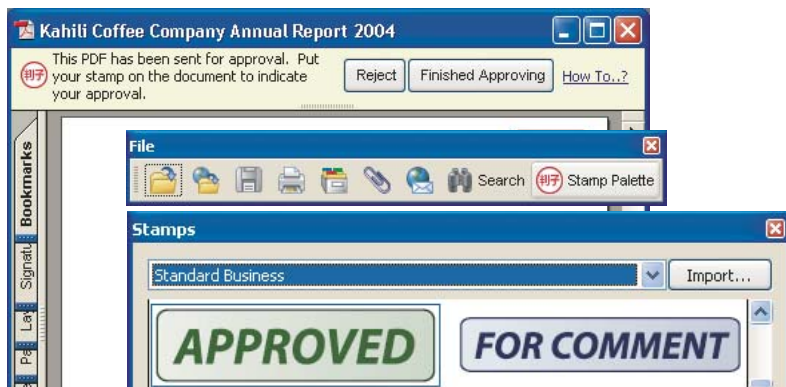 Kahili Coffee Company Annual Report 2004
This PDF has been sent for approval. Put
your stamp on the document to indicate
your approval.
Reject
Finished Approving
How To..?
Bookmarks
File
Search
Stamp Palette
Signatu
Stamps
Standard Business
Import...
Lay
Pa
APPROVED
FOR COMMENT